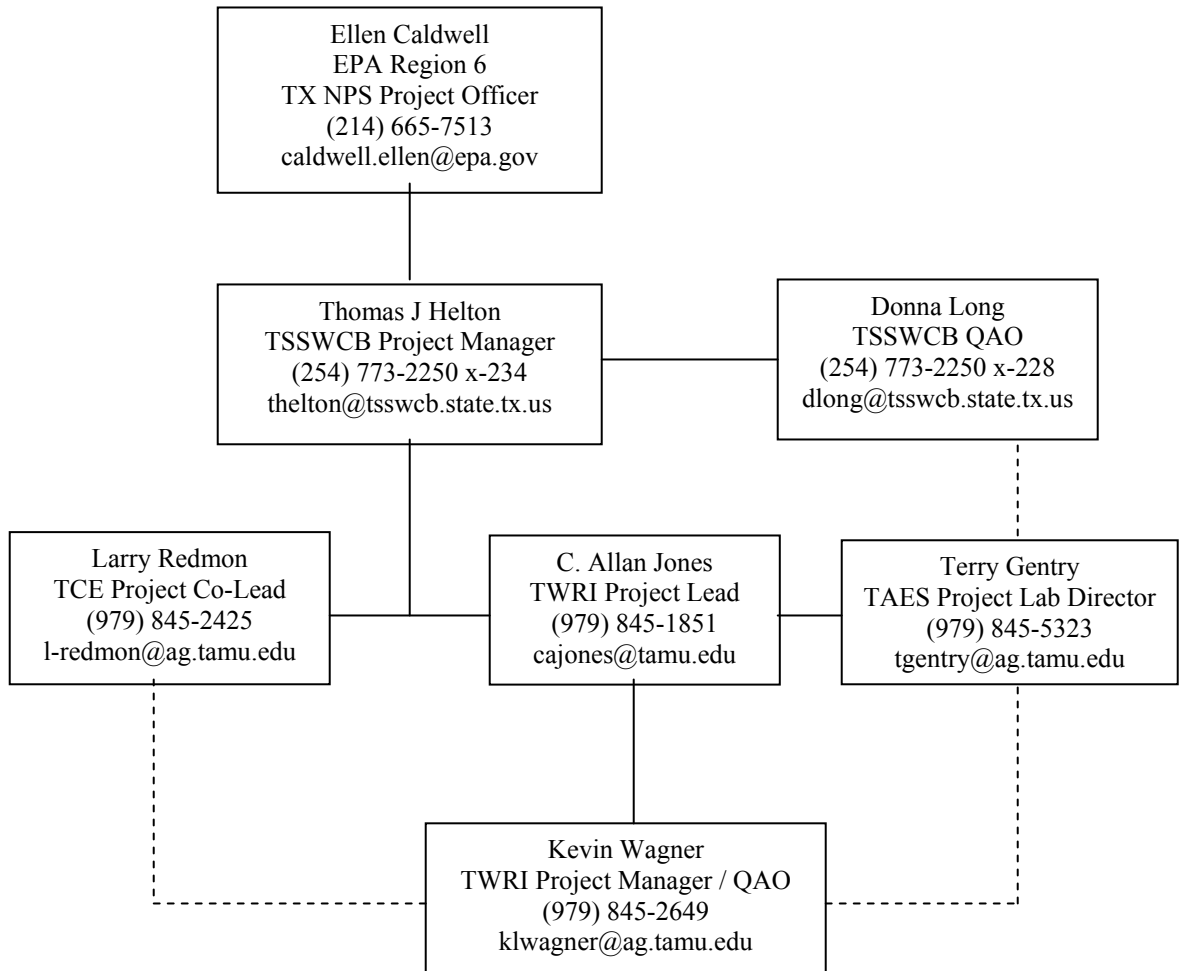 Ellen Caldwell
EPA Region 6
TX NPS Project Officer
(214) 665-7513
caldwell.ellen@epa.gov
Thomas J Helton
TSSWCB Project Manager
(254) 773-2250 x-234
thelton@tsswcb.state.tx.us
Donna Long
TSSWCB QAO
(254) 773-2250 x-228
dlong@tsswcb.state.tx.us
Larry Redmon
TCE Project Co-Lead
(979) 845-2425
l-redmon@ag.tamu.edu
C. Allan Jones
TWRI Project Lead
(979) 845-1851
cajones@tamu.edu
Terry Gentry
TAES Project Lab Director
(979) 845-5323
tgentry@ag.tamu.edu
Kevin Wagner
TWRI Project Manager / QAO
(979) 845-2649
klwagner@ag.tamu.edu